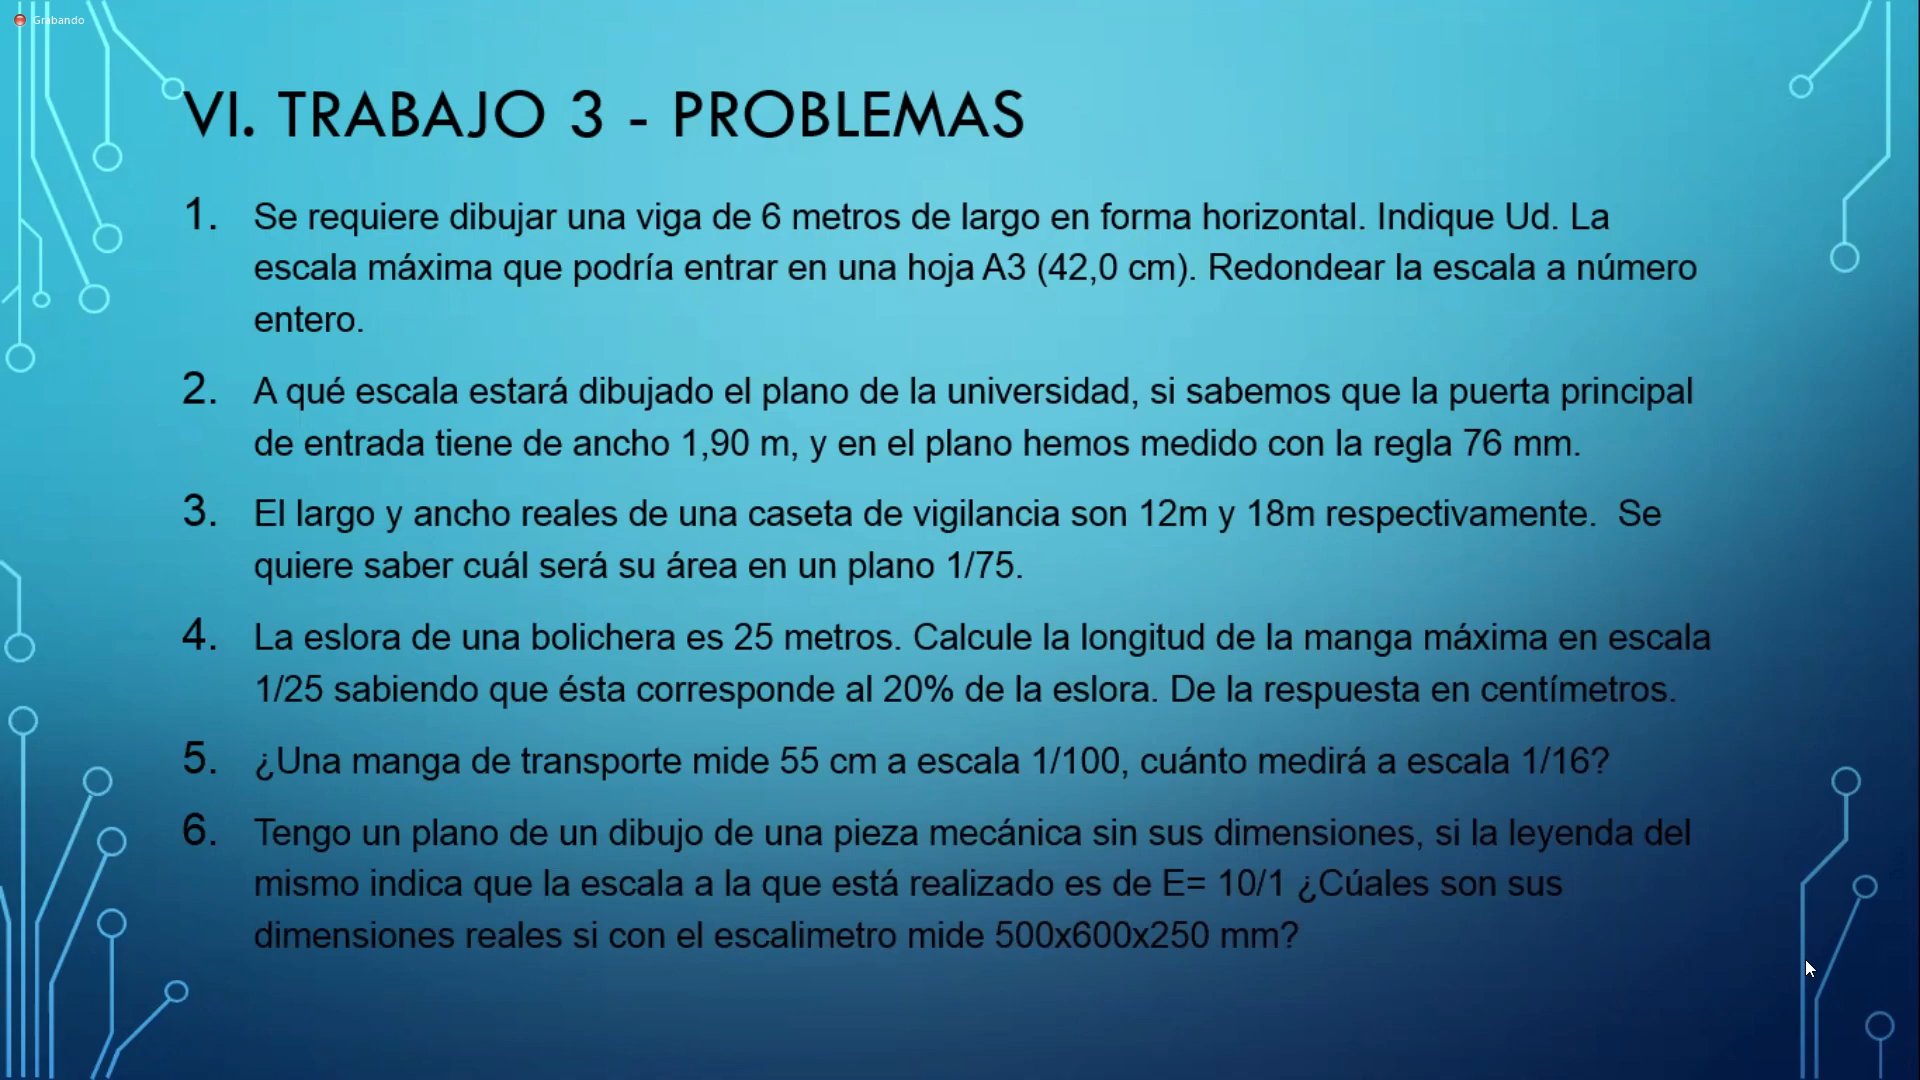 Grabando
VI. TRABAJO 3 - PROBLEMAS
1. Se requiere dibujar una viga de 6 metros de largo en forma horizontal. Indique Ud. La
escala máxima que podría entrar en una hoja A3 (42,0 cm). Redondear la escala a número
entero.
2. A qué escala estará dibujado el plano de la universidad, si sabemos que la puerta principal
de entrada tiene de ancho 1,90 m, y en el plano hemos medido con la regla 76 mm.
3. El largo y ancho reales de una caseta de vigilancia son 12m y 18m respectivamente.  Se
quiere saber cuál será su área en un plano 1/75.
4. La eslora de una bolichera es 25 metros. Calcule la longitud de la manga máxima en escala
1/25 sabiendo que ésta corresponde al 20% de la eslora. De la respuesta en centímetros.
5. ¿Una manga de transporte mide 55 cm a escala 1/100, cuánto medirá a escala 1/16?
6. Tengo un plano de un dibujo de una pieza mecánica sin sus dimensiones, si la leyenda del
mismo indica que la escala a la que está realizado es de E= 10/1 ¿Cúales son sus
dimensiones reales si con el escalimetro mide 500x600x250 mm?